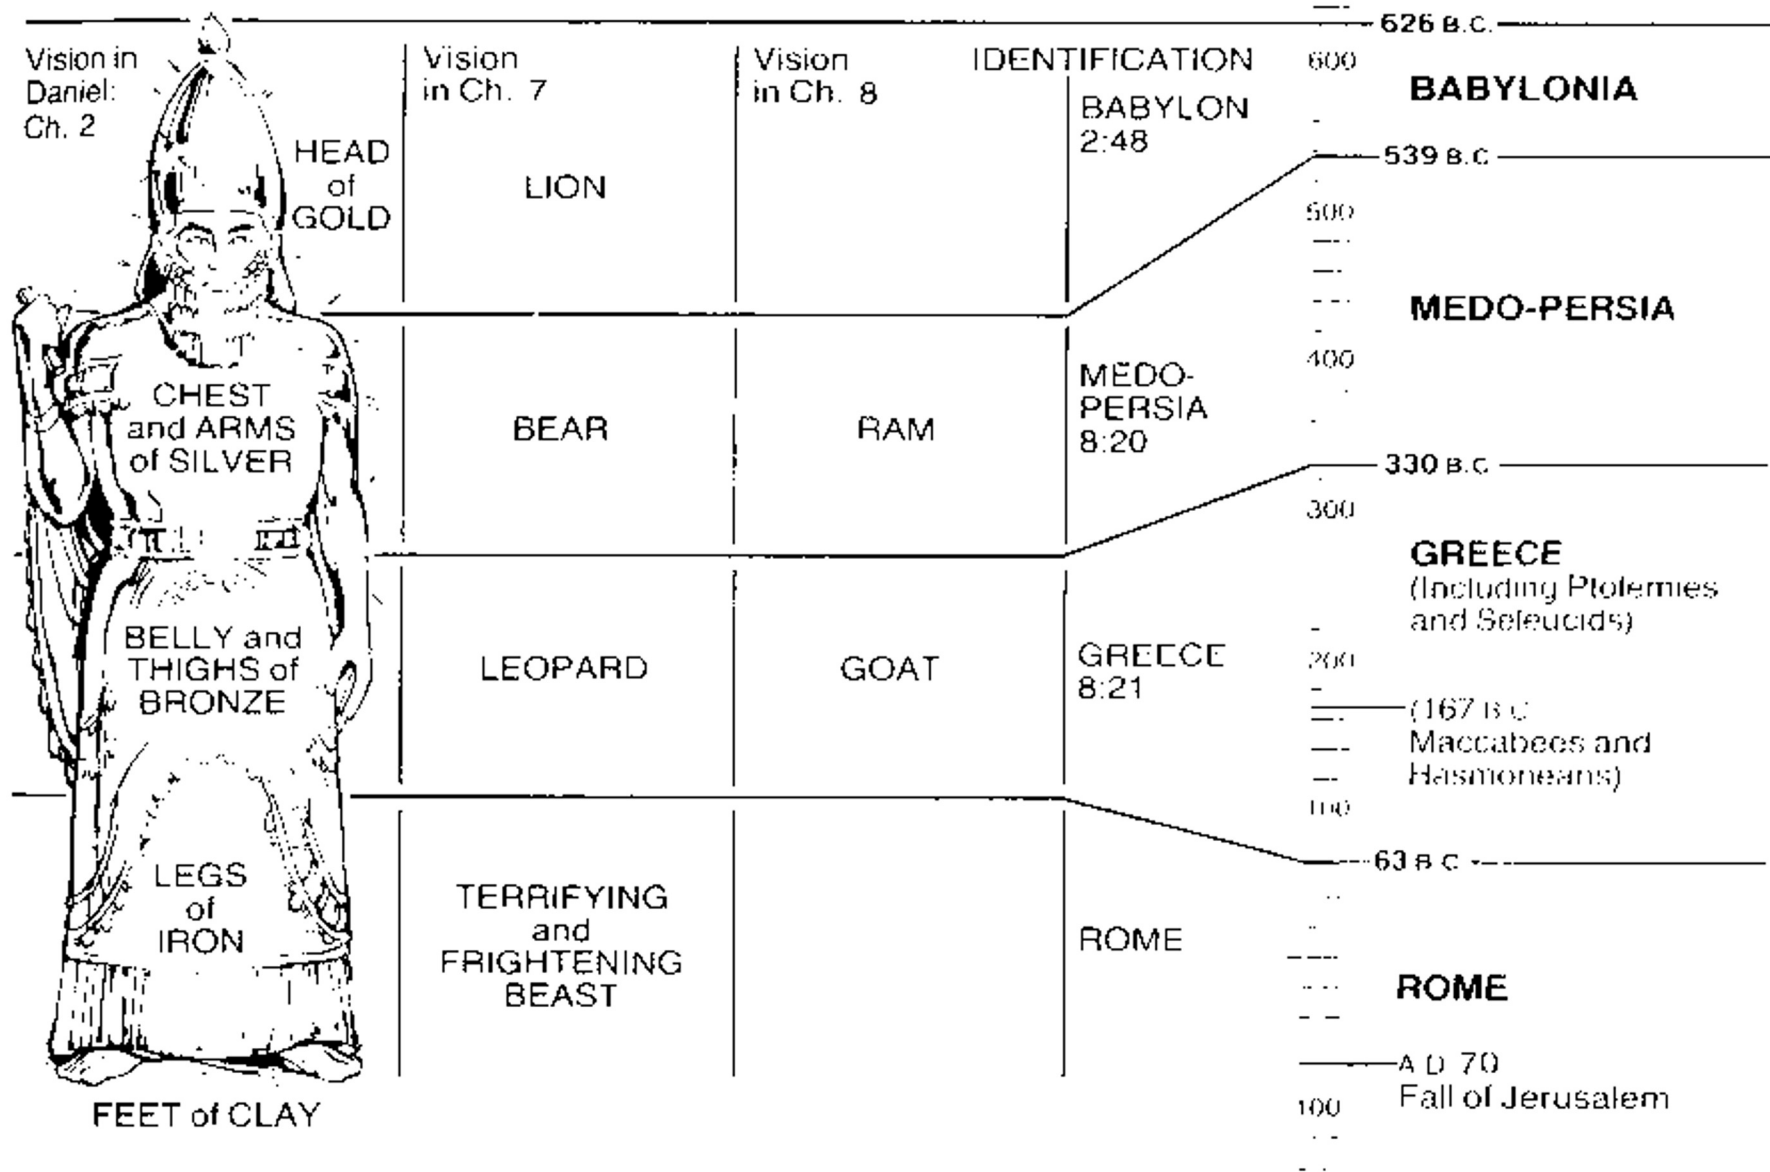 Vision in
Daniel:
Ch. 2
HEAD
of
GOLD
CHEST
and ARMS
of SILVER
BELLY and
THIGHS of
BRONZE
LEGS
of
IRON
FEET of CLAY
Vision
in Ch. 7
LION
BEAR
LEOPARD
TERRIFYING
and
FRIGHTENING
BEAST
Vision
in Ch. 8
RAM
GOAT
IDENTIFICATION
BABYLON
2:48
MEDO-
PERSIA
8:20
GREECE
8:21
ROME
626 B.C.
600
BABYLONIA
539 B.C
500
MEDO-PERSIA
400
330 B.C
300
GREECE
(Including Ptolemies
and Seleucids)
200
(167 B.C
Maccabees and
Hasmoneans)
100
63 B C
ROME
A D 70
Fall of Jerusalem
100